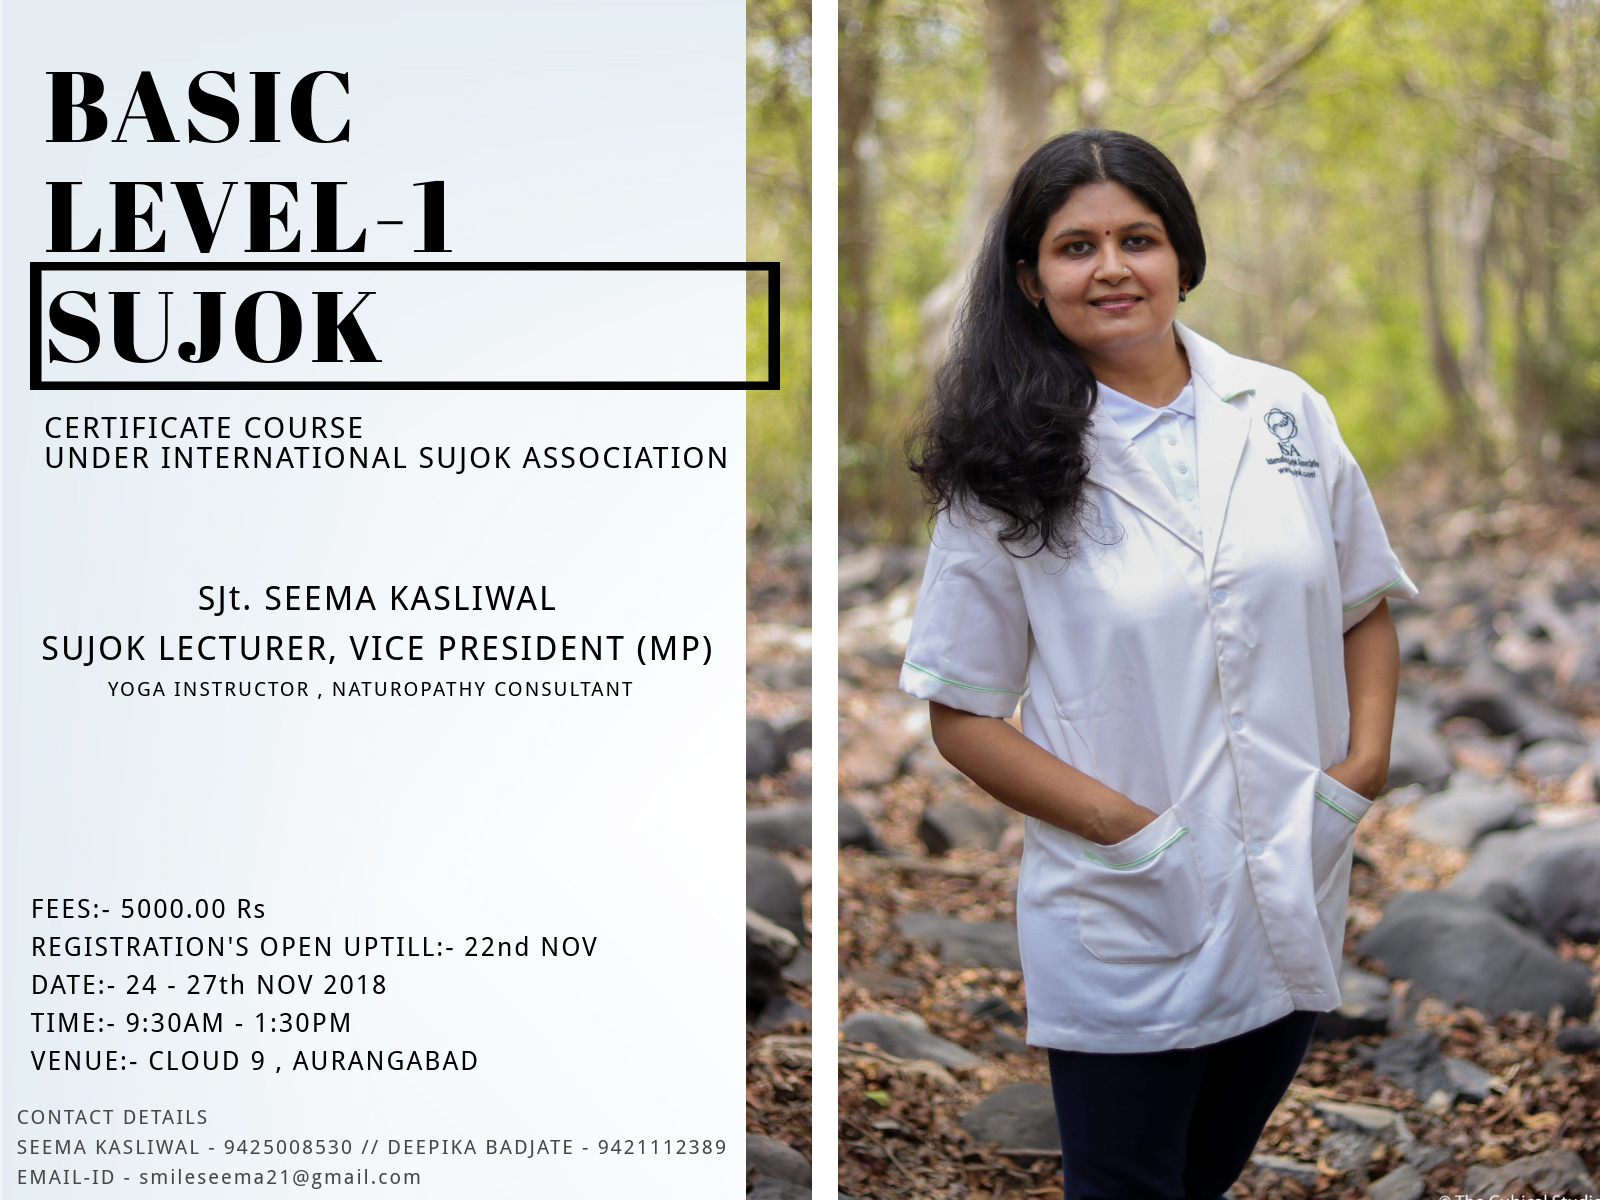 BASIC
LEVEL-1
SUJOK
CERTIFICATE COURSE
UNDER INTERNATIONAL SUJOK ASSOCIATION
SJt. SEEMA KASLIWAL
SUJOK LECTURER, VICE PRESIDENT (MP)
YOGA INSTRUCTOR , NATUROPATHY CONSULTANT
FEES:- 5000.00 Rs
REGISTRATION'S OPEN UPTILL:- 22nd NOV
DATE:- 24 - 27th NOV 2018
TIME:- 9:30AM - 1:30PM
VENUE:- CLOUD 9 , AURANGABAD
CONTACT DETAILS
SEEMA KASLIWAL - 9425008530 // DEEPIKA BADJATE - 9421112389
EMAIL-ID - smileseema21@gmail.com
ISA